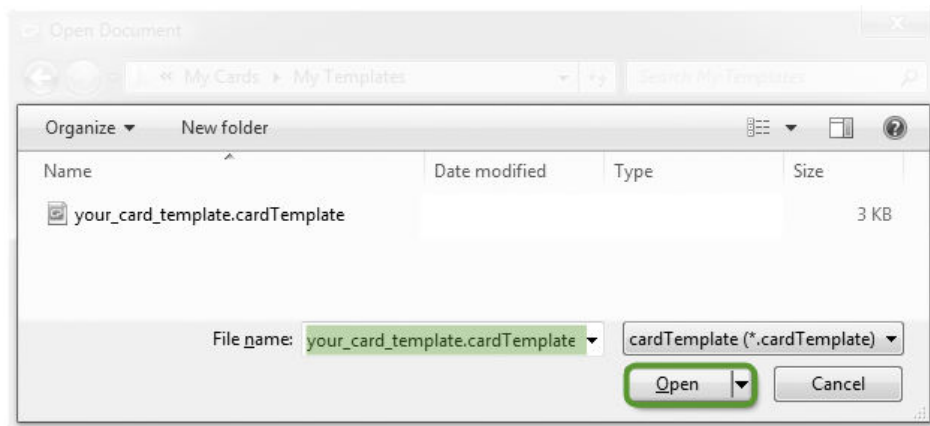 Open Document
« My Cards ▸ My Templates Search My Templates
Organize ▾ New folder
Name Date modified Type Size
your_card_template.cardTemplate 3 KB
File name: your_card_template.cardTemplate cardTemplate (*.cardTemplate)
Open Cancel